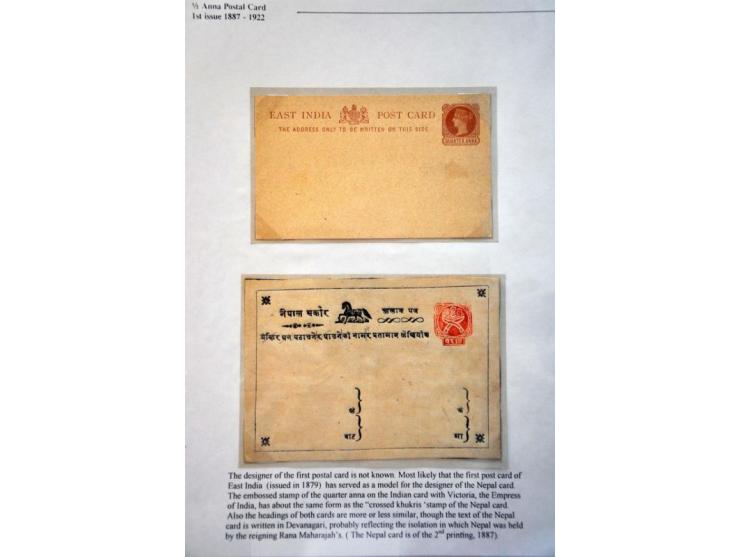 ½ Anna Postal Card
1st issue 1887 - 1922
EAST INDIA POST CARD
THE ADDRESS ONLY TO BE WRITTEN ON THIS SIDE
QUARTER ANNA
नेपाल सर्कार
The designer of the first postal card is not known. Most likely that the first post card of
East India (issued in 1879) has served as a model for the designer of the Nepal card.
The embossed stamp of the quarter anna on the Indian card with Victoria, the Empress
of India, has about the same form as the "crossed khukris 'stamp of the Nepal card.
Also the headings of both cards are more or less similar, though the text of the Nepal
card is written in Devanagari, probably reflecting the isolation in which Nepal was held
by the reigning Rana Maharajah's. ( The Nepal card is of the 2nd printing, 1887).